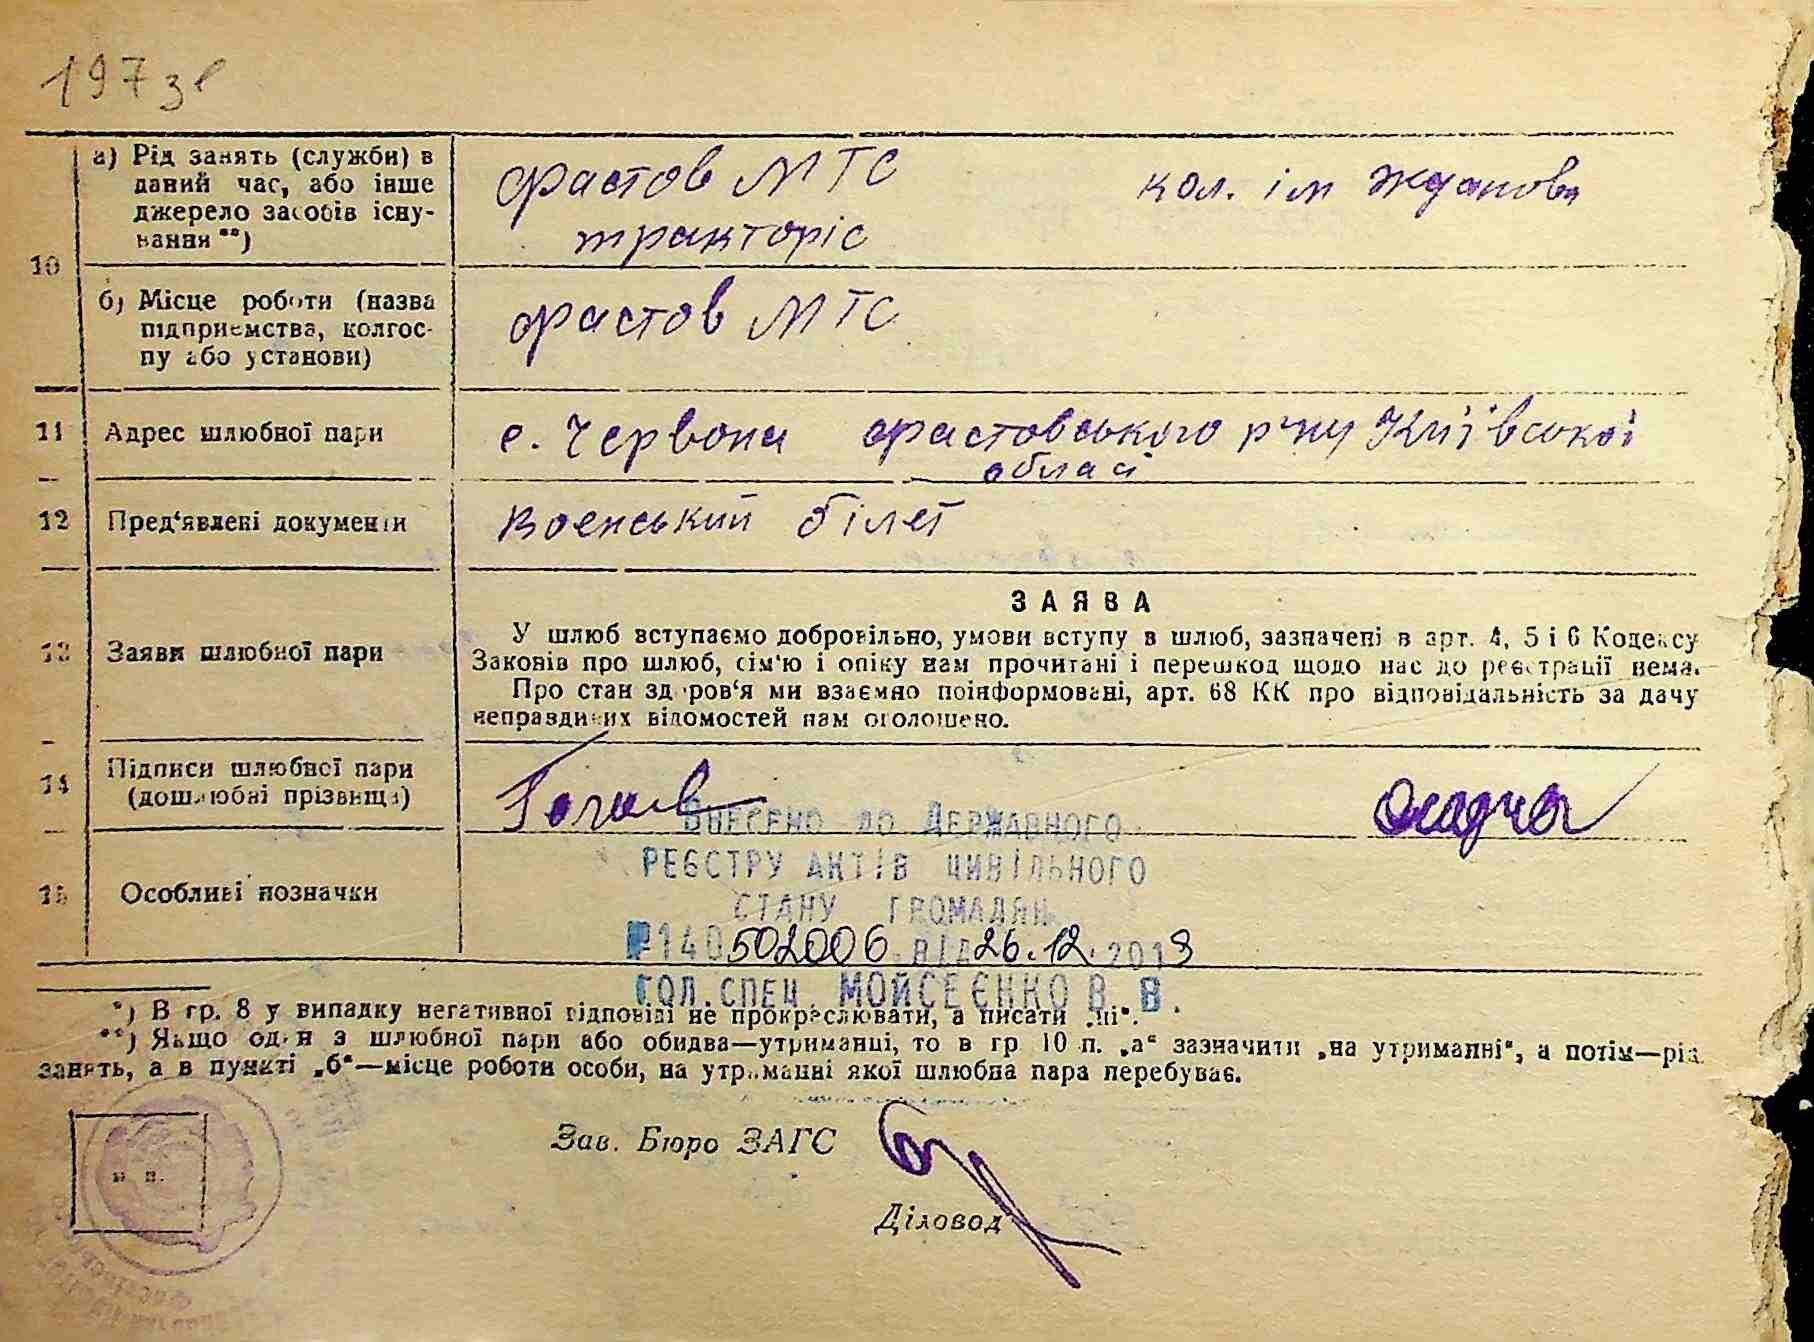 197зв
а) Рід занять (служби) в
даний час, або інше
джерело засобів існу-
вання **)
Фастов МТС кол. ім Жданова
тракторіс
10
б) Місце роботи (назва
підприємства, колгос-
пу або установи)
Фастов МТС
11 Адрес шлюбної пари с. Червона Фастовського р-ну Київської
обласі
12 Пред'явлені документи Военський білет
13 Заяви шлюбної пари
ЗАЯВА
У шлюб вступаємо добровільно, умови вступу в шлюб, зазначені в арт. 4, 5 і 6 Кодексу
Законів про шлюб, сім'ю і опіку нам прочитані і перешкод щодо нас до реєстрації нема.
Про стан здоров'я ми взаємно поінформовані, арт. 68 КК про відповідальність за дачу
неправдивих відомостей нам оголошено.
14 Підписи шлюбної пари
(дошлюбні прізвища)
Осадча
Внесено до Державного
реєстру актів цивільного
стану громадян
15 Особливі позначки
№140502006.від 26.12.2013
Гол.спец. Мойсеєнко В.В.
*) В гр. 8 у випадку негативної відповіді не прокреслювати, а писати „ні“.
**) Якщо один з шлюбної пари або обидва—утриманці, то в гр 10 п. „а“ зазначити „на утриманні“, а потім—рід
занять, а в пункті „б“—місце роботи особи, на утриманні якої шлюбна пара перебуває.
Зав. Бюро ЗАГС
м п.
Діловод